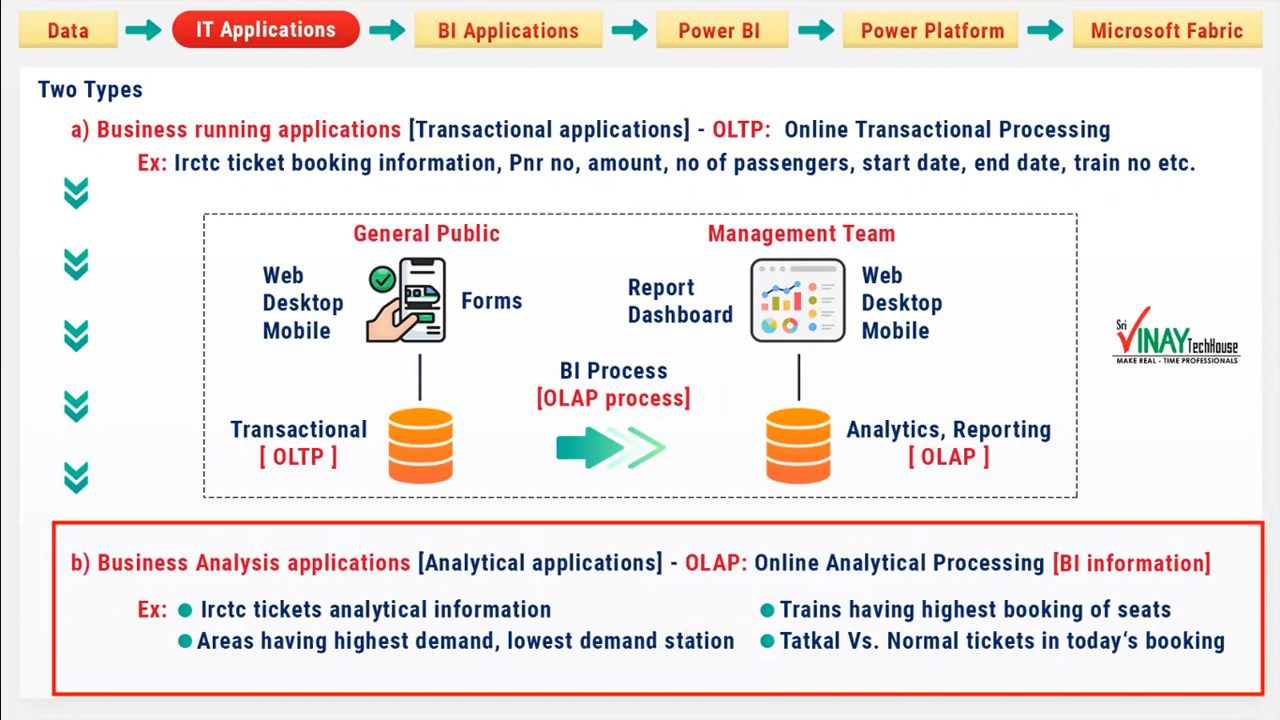 Data
IT Applications
BI Applications
Power BI
Power Platform
Microsoft Fabric
Two Types
a) Business running applications [Transactional applications] - OLTP: Online Transactional Processing
Ex: Irctc ticket booking information, Pnr no, amount, no of passengers, start date, end date, train no etc.
General Public
Web
Desktop
Mobile
Forms
Management Team
Report
Dashboard
Web
Desktop
Mobile
BI Process
[OLAP process]
Transactional
[ OLTP ]
Analytics, Reporting
[ OLAP ]
Sri
VINAY TechHouse
MAKE REAL - TIME PROFESSIONALS
b) Business Analysis applications [Analytical applications] - OLAP: Online Analytical Processing [BI information]
Ex: Irctc tickets analytical information
Areas having highest demand, lowest demand station
Trains having highest booking of seats
Tatkal Vs. Normal tickets in today‘s booking